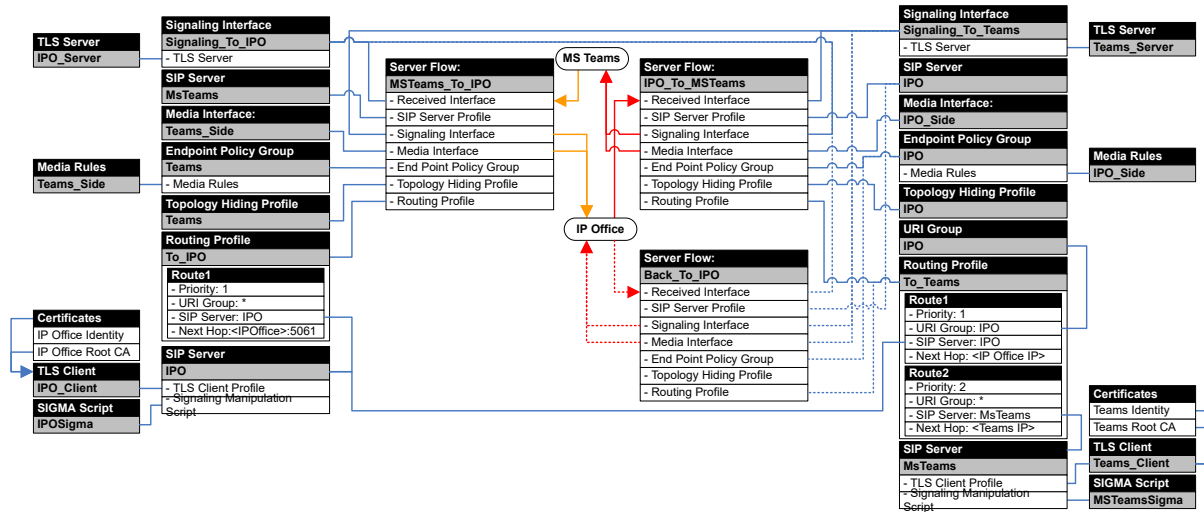 TLS Server
IPO_Server
Media Rules
Teams_Side
Certificates
IP Office Identity
IP Office Root CA
TLS Client
IPO_Client
SIGMA Script
IPOSigma
Signaling Interface
Signaling_To_IPO
- TLS Server
SIP Server
MsTeams
Media Interface:
Teams_Side
Endpoint Policy Group
Teams
- Media Rules
Topology Hiding Profile
Teams
Routing Profile
To_IPO
Route1
- Priority: 1
- URI Group: *
- SIP Server: IPO
- Next Hop:<IPOffice>:5061
SIP Server
IPO
- TLS Client Profile
- Signaling Manipulation
Script
Server Flow:
MSTeams_To_IPO
- Received Interface
- SIP Server Profile
- Signaling Interface
- Media Interface
- End Point Policy Group
- Topology Hiding Profile
- Routing Profile
MS Teams
IP Office
Server Flow:
IPO_To_MSTeams
- Received Interface
- SIP Server Profile
- Signaling Interface
- Media Interface
- End Point Policy Group
- Topology Hiding Profile
- Routing Profile
Server Flow:
Back_To_IPO
- Received Interface
- SIP Server Profile
- Signaling Interface
- Media Interface
- End Point Policy Group
- Topology Hiding Profile
- Routing Profile
Signaling Interface
Signaling_To_Teams
- TLS Server
SIP Server
IPO
Media Interface:
IPO_Side
Endpoint Policy Group
IPO
- Media Rules
Topology Hiding Profile
IPO
URI Group
IPO
Routing Profile
To_Teams
Route1
- Priority: 1
- URI Group: IPO
- SIP Server: IPO
- Next Hop: <IP Office IP>
Route2
- Priority: 2
- URI Group: *
- SIP Server: MsTeams
- Next Hop: <Teams IP>
SIP Server
MsTeams
- TLS Client Profile
- Signaling Manipulation
Script
TLS Server
Teams_Server
Media Rules
IPO_Side
Certificates
Teams Identity
Teams Root CA
TLS Client
Teams_Client
SIGMA Script
MSTeamsSigma